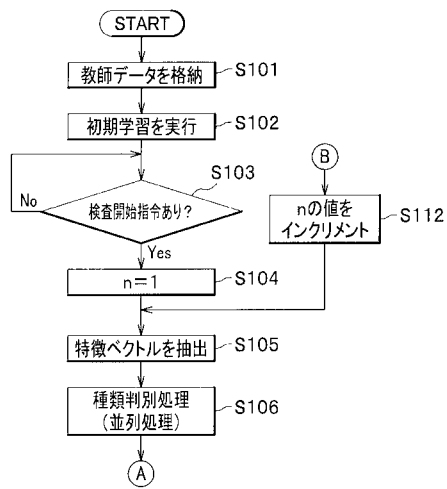 START
教師データを格納
S101
初期学習を実行
S102
S103
No
検査開始指令あり?
Yes
B
nの値を
インクリメント
S112
n=1
S104
特徴ベクトルを抽出
S105
種類判別処理
(並列処理)
S106
A